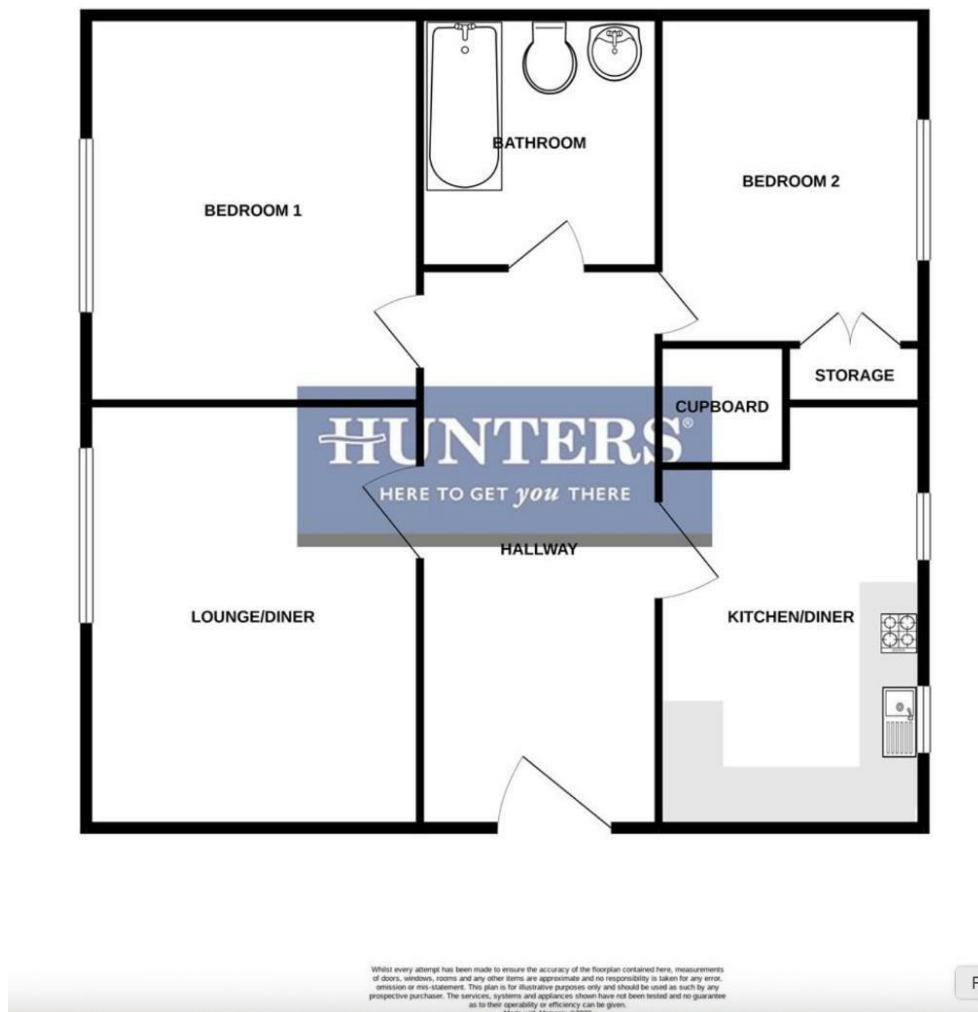 BATHROOM
BEDROOM 2
BEDROOM 1
STORAGE
CUPBOARD
HUNTERS®
HERE TO GET you THERE
HALLWAY
LOUNGE/DINER
KITCHEN/DINER
Whilst every attempt has been made to ensure the accuracy of the floorplan contained here, measurements
of doors, windows, rooms and any other items are approximate and no responsibility is taken for any error,
omission or mis-statement. This plan is for illustrative purposes only and should be used as such by any
prospective purchaser. The services, systems and appliances shown have not been tested and no guarantee
as to their operability or efficiency can be given.